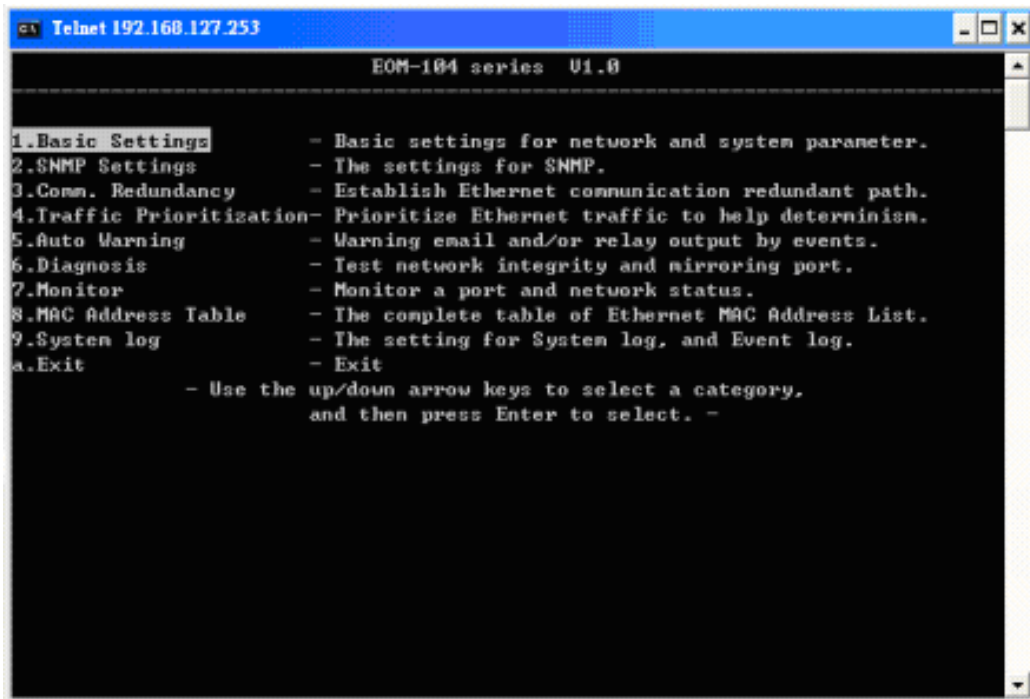 Telnet 192.168.127.253
EOM-104 series V1.0
1.Basic Settings - Basic settings for network and system parameter.
2.SNMP Settings - The settings for SNMP.
3.Comm. Redundancy - Establish Ethernet communication redundant path.
4.Traffic Prioritization- Prioritize Ethernet traffic to help determinism.
5.Auto Warning - Warning email and/or relay output by events.
6.Diagnosis - Test network integrity and mirroring port.
7.Monitor - Monitor a port and network status.
8.MAC Address Table - The complete table of Ethernet MAC Address List.
9.System log - The setting for System log, and Event log.
a.Exit - Exit
- Use the up/down arrow keys to select a category,
and then press Enter to select. -